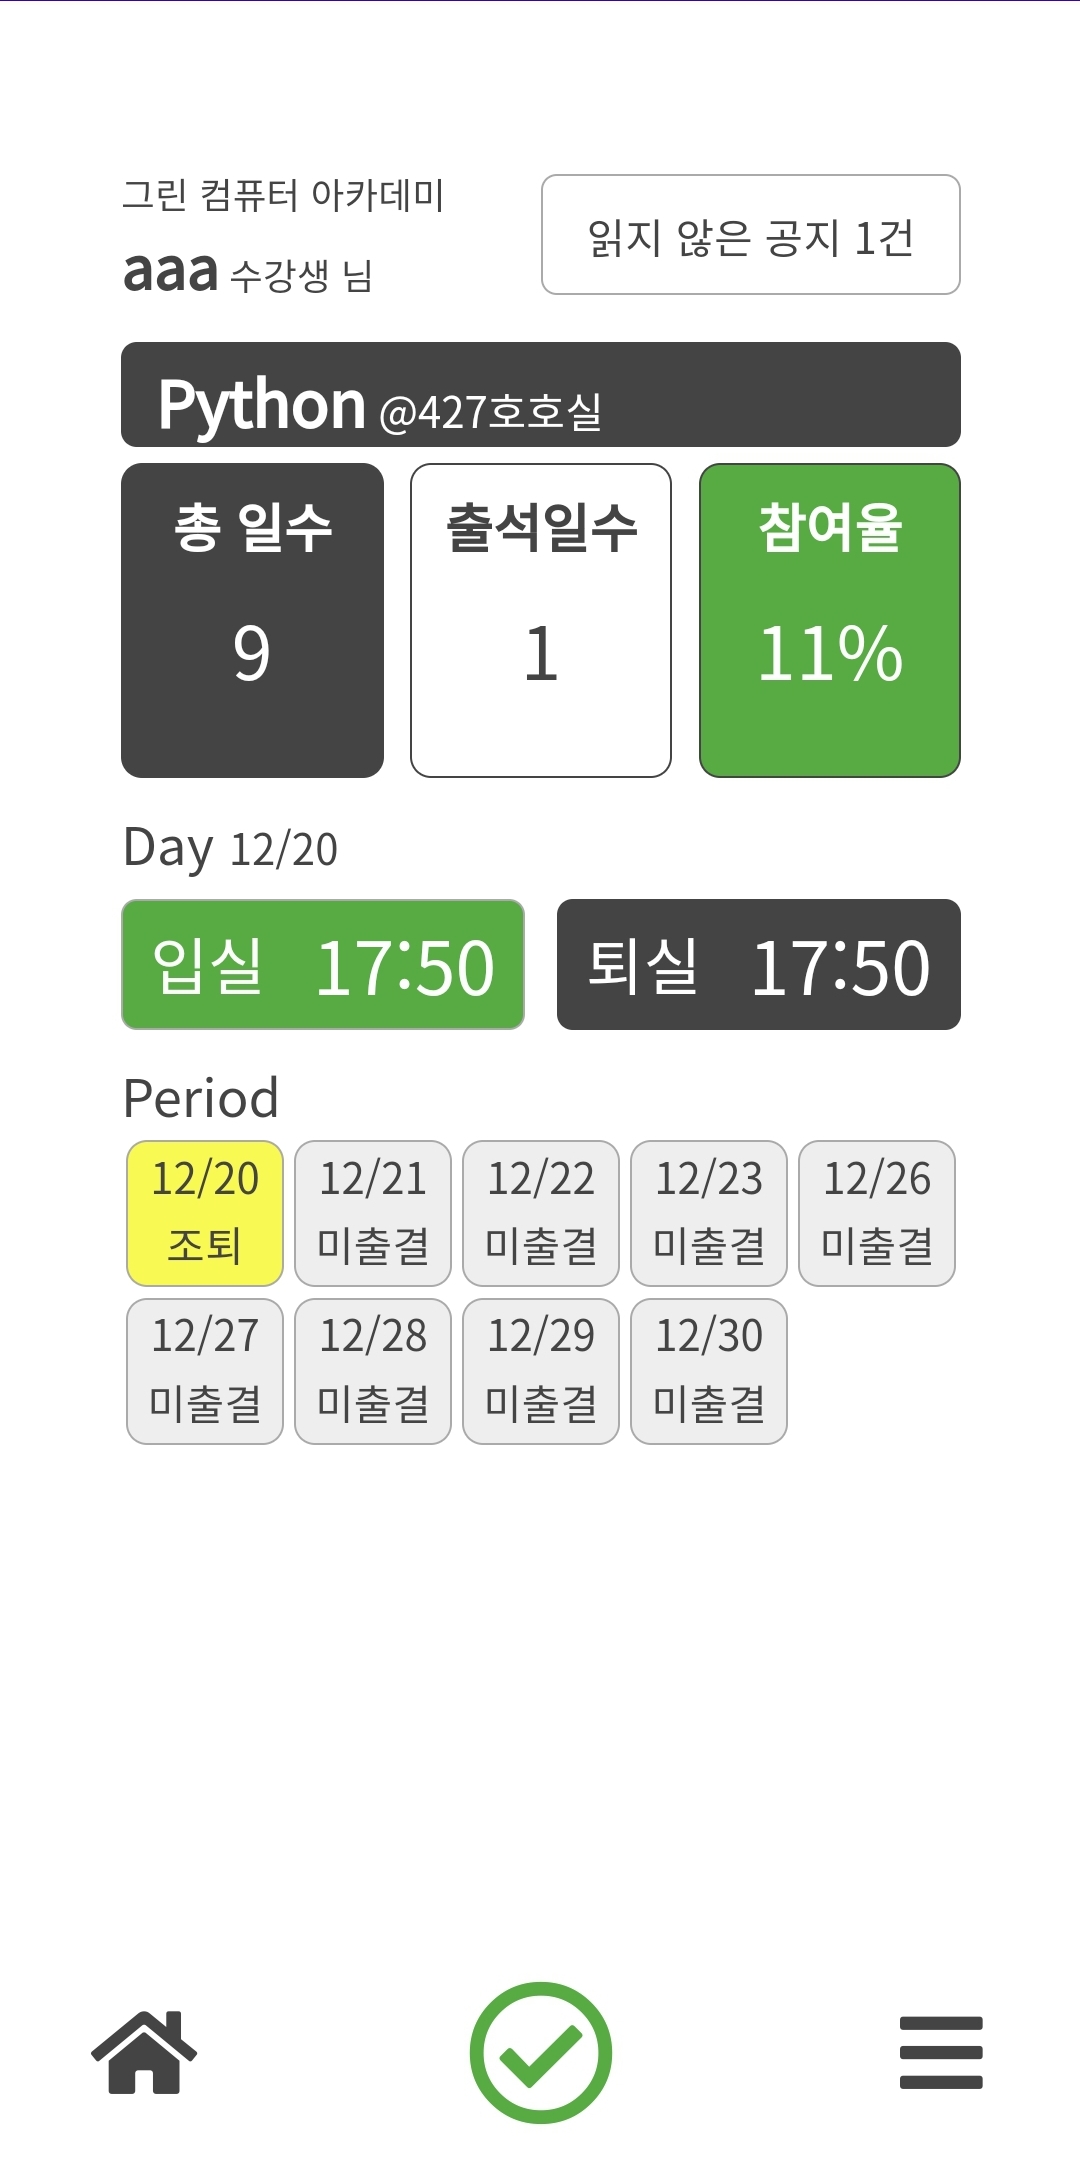 그린 컴퓨터 아카데미
aaa 수강생 님
읽지 않은 공지 1건
Python @427호호실
총 일수
9
출석일수
1
참여율
11%
Day 12/20
입실 17:50
퇴실 17:50
Period
12/20 12/21 12/22 12/23 12/26
조퇴 미출결 미출결 미출결 미출결
12/27 12/28 12/29 12/30
미출결 미출결 미출결 미출결